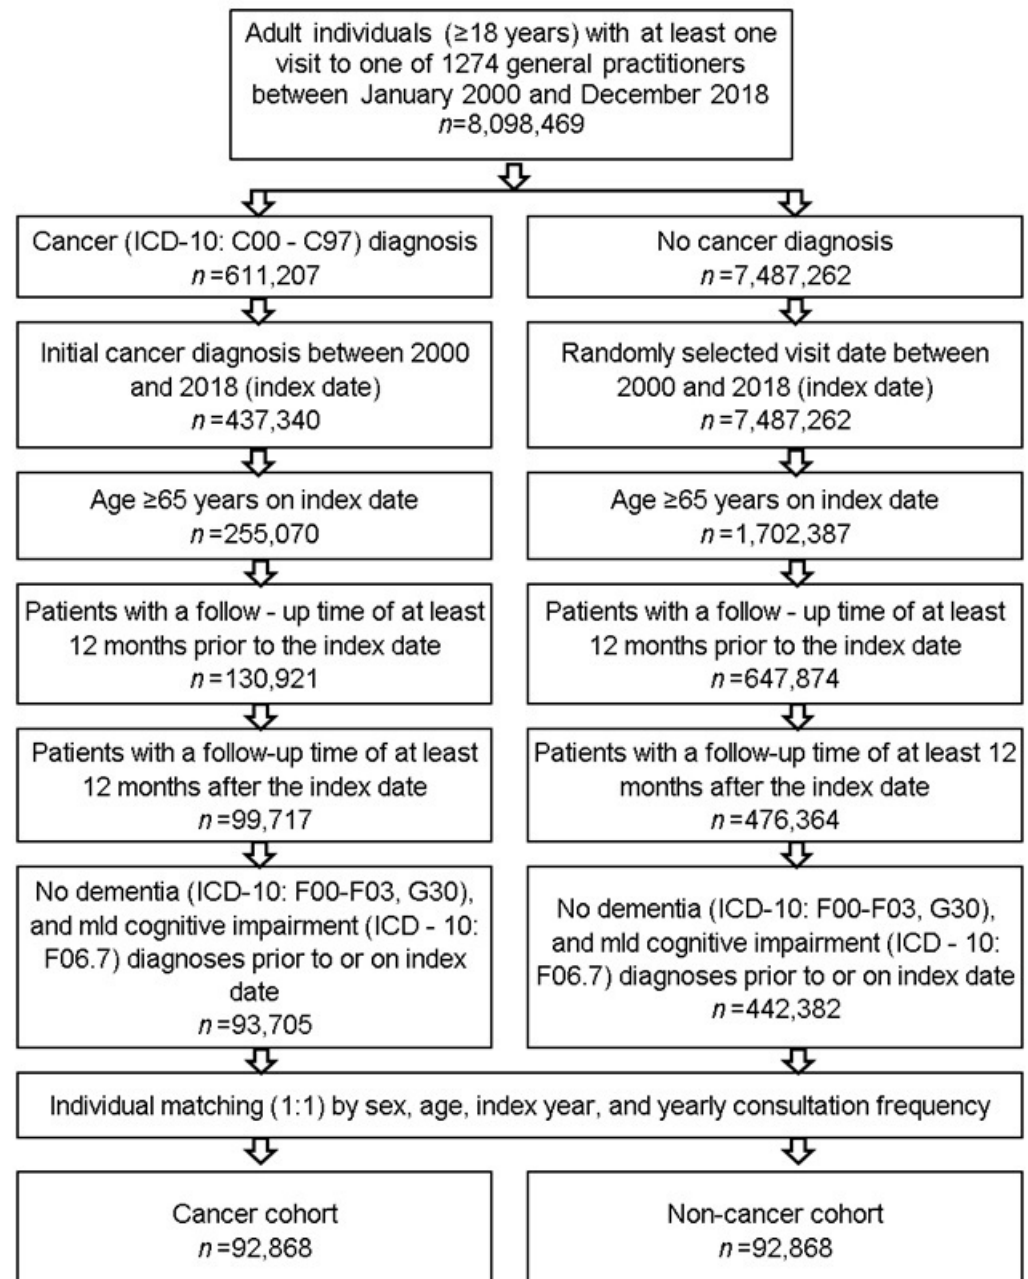 Adult individuals (≥18 years) with at least one
visit to one of 1274 general practitioners
between January 2000 and December 2018
n=8,098,469
Cancer (ICD-10: C00 - C97) diagnosis
n=611,207
No cancer diagnosis
n=7,487,262
Initial cancer diagnosis between 2000
and 2018 (index date)
n=437,340
Randomly selected visit date between
2000 and 2018 (index date)
n=7,487,262
Age ≥65 years on index date
n=255,070
Age ≥65 years on index date
n=1,702,387
Patients with a follow - up time of at least
12 months prior to the index date
n=130,921
Patients with a follow - up time of at least
12 months prior to the index date
n=647,874
Patients with a follow-up time of at least
12 months after the index date
n=99,717
Patients with a follow-up time of at least 12
months after the index date
n=476,364
No dementia (ICD-10: F00-F03, G30),
and mld cognitive impairment (ICD - 10:
F06.7) diagnoses prior to or on index
date
n=93,705
No dementia (ICD-10: F00-F03, G30),
and mld cognitive impairment (ICD - 10:
F06.7) diagnoses prior to or on index date
n=442,382
Individual matching (1:1) by sex, age, index year, and yearly consultation frequency
Cancer cohort
n=92,868
Non-cancer cohort
n=92,868